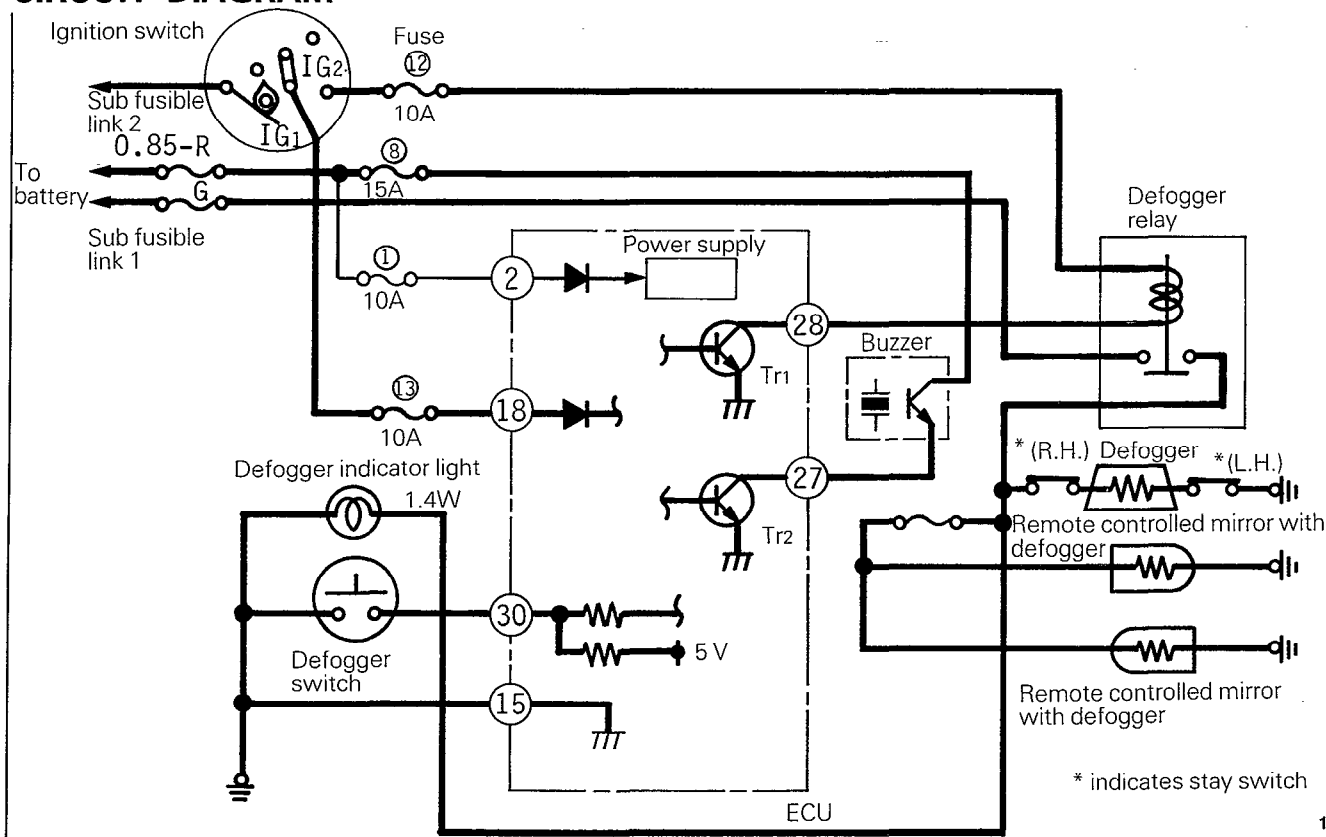 Ignition switch
Fuse
⑫
10A
IG2
IG1
Sub fusible
link 2
0.85-R
To
battery
⑧
15A
G
Sub fusible
link 1
①
10A
2
Power supply
Defogger
relay
28
Tr1
Buzzer
⑬
10A
18
27
Tr2
Defogger indicator light
1.4W
* (R.H.)
Defogger
* (L.H.)
Remote controlled mirror with
defogger
30
5 V
Defogger
switch
15
Remote controlled mirror
with defogger
* indicates stay switch
ECU
1